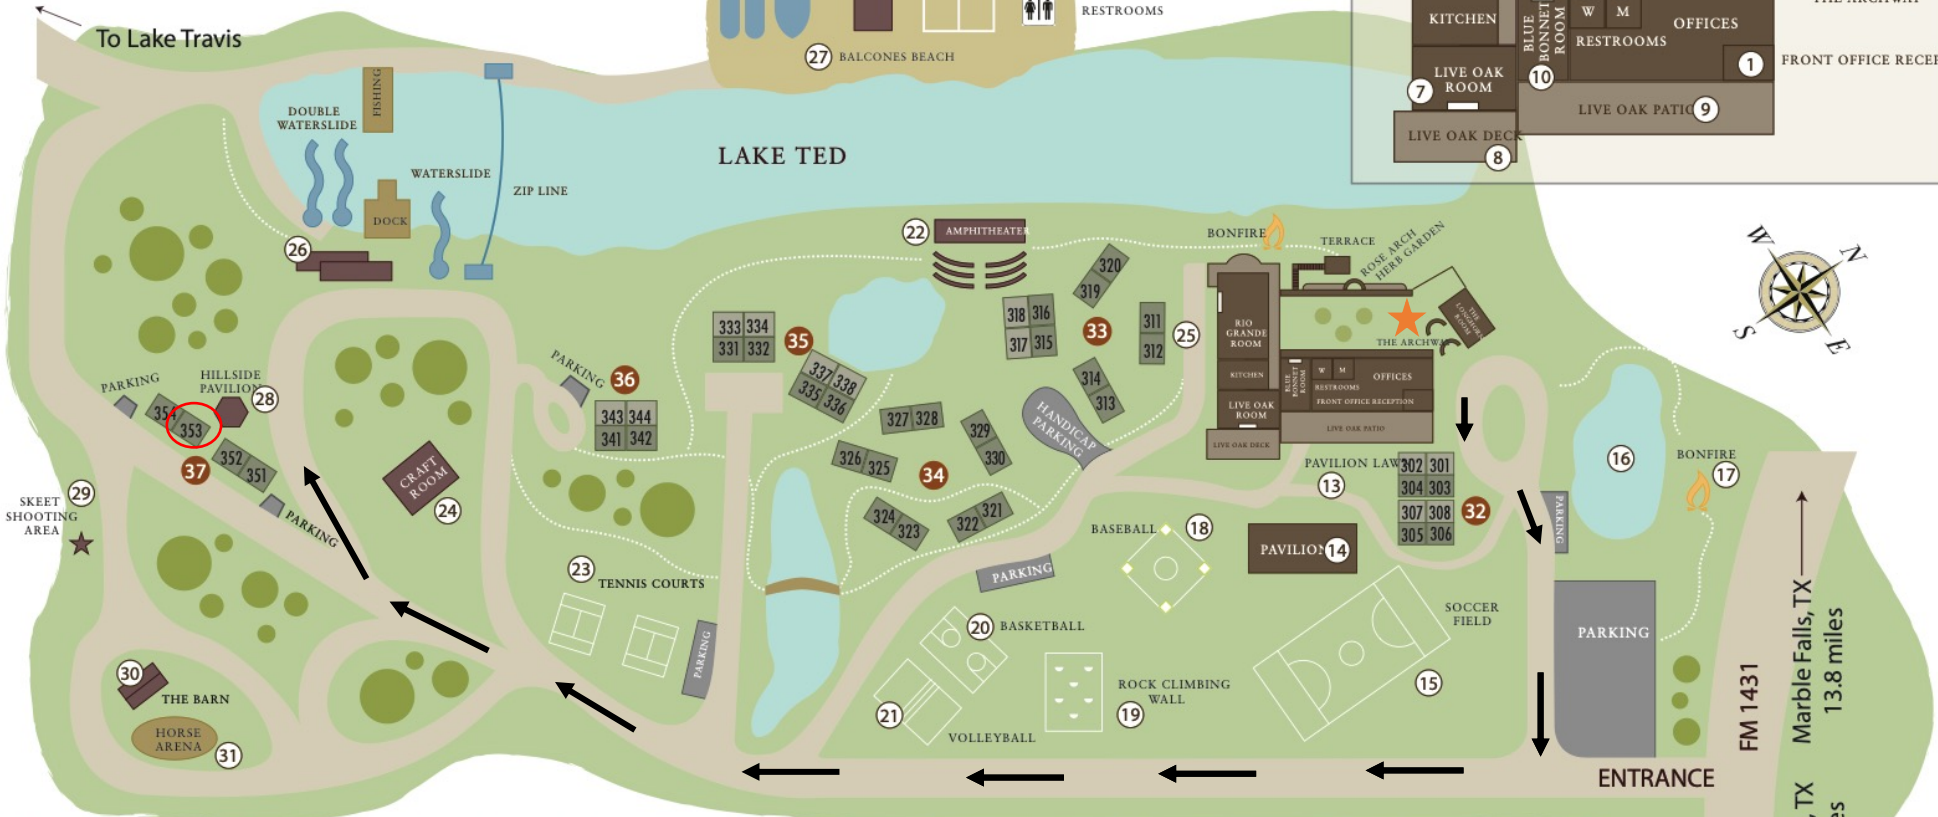 To Lake Travis
RESTROOMS
27 BALCONES BEACH
KITCHEN
BLUE
BONNET
ROOM
W M
RESTROOMS
OFFICES
1
10
LIVE OAK
ROOM
7
LIVE OAK PATIO
9
LIVE OAK DECK
8
FISHING
DOUBLE
WATERSLIDE
WATERSLIDE
ZIP LINE
DOCK
26
LAKE TED
22 AMPHITHEATER
BONFIRE
TERRACE
ROSE ARCH
HERB GARDEN
THE LONGHORN
ROOM
W
N
S
E
320
319
318 316
317 315
33
311
312
25
314
313
333 334
331 332
35
337 338
335 336
RIO
GRANDE
ROOM
KITCHEN
LIVE OAK
ROOM
LIVE OAK DECK
BLUE
BONNET
ROOM
W M
RESTROOMS
OFFICES
FRONT OFFICE RECEPTION
LIVE OAK PATIO
PARKING
36
343 344
341 342
327 328
329
330
326 325
34
324
323
322 321
HANDICAP
PARKING
PARKING
HILLSIDE
PAVILION
28
354
353
352
351
37
PARKING
29
SKEET
SHOOTING
AREA
CRAFT
ROOM
24
PAVILION LAW
13
302 301
304 303
307 308
305 306
32
PARKING
16
BONFIRE
17
BASEBALL
18
PAVILION
14
PARKING
23
TENNIS COURTS
PARKING
20
BASKETBALL
SOCCER
FIELD
15
PARKING
30
THE BARN
HORSE
ARENA
31
21
VOLLEYBALL
ROCK CLIMBING
WALL
19
ENTRANCE
FM 1431
Marble Falls, TX
13.8 miles